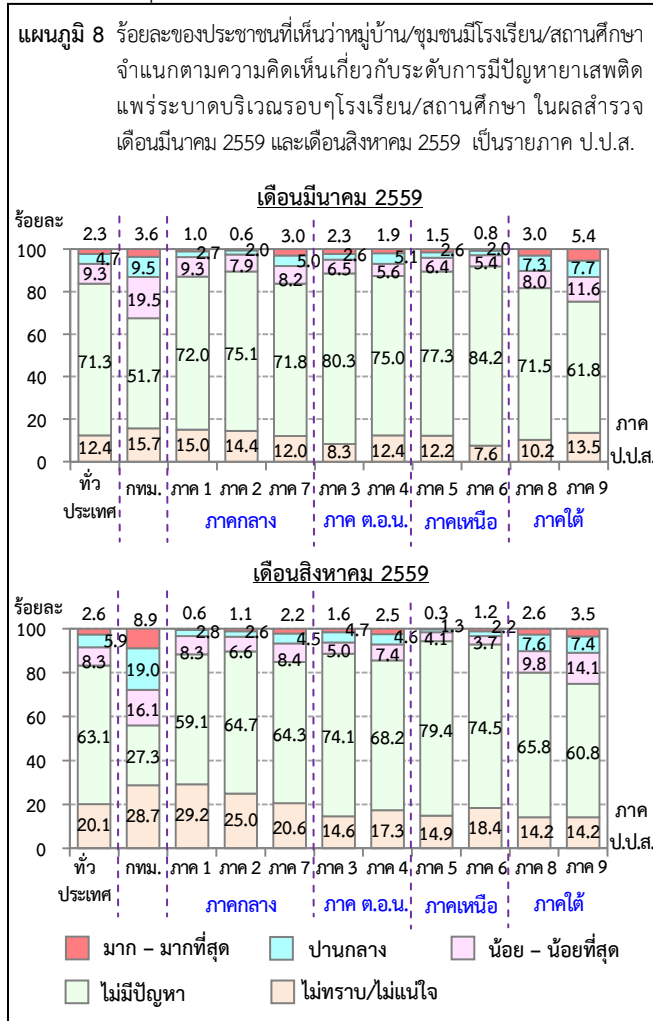 แผนภูมิ 8 ร้อยละของประชาชนที่เห็นว่าหมู่บ้าน/ชุมชนมีโรงเรียน/สถานศึกษา
จำแนกตามความคิดเห็นเกี่ยวกับระดับการมีปัญหายาเสพติด
แพร่ระบาดบริเวณรอบๆโรงเรียน/สถานศึกษา ในผลสำรวจ
เดือนมีนาคม 2559 และเดือนสิงหาคม 2559 เป็นรายภาค ป.ป.ส.
เดือนมีนาคม 2559
ร้อยละ 2.3 3.6 1.0 0.6 3.0 2.3 1.9 1.5 0.8 3.0 5.4
100 4.7 9.5 2.7 2.0 5.0 2.6 5.1 2.6 2.0 7.3 7.7
9.3 19.5 9.3 7.9 8.2 6.5 5.6 6.4 5.4 8.0 11.6
80
71.3 51.7 72.0 75.1 71.8 80.3 75.0 77.3 84.2 71.5 61.8
60
40
20 ภาค
12.4 15.7 15.0 14.4 12.0 8.3 12.4 12.2 7.6 10.2 13.5 ป.ป.ส.
0
ทั่ว กทม. ภาค 1 ภาค 2 ภาค 7 ภาค 3 ภาค 4 ภาค 5 ภาค 6 ภาค 8 ภาค 9
ประเทศ ภาคกลาง ภาค ต.อ.น. ภาคเหนือ ภาคใต้
เดือนสิงหาคม 2559
ร้อยละ 2.6 8.9 0.6 1.1 2.2 1.6 2.5 0.3 1.2 2.6 3.5
100 5.9 19.0 2.8 2.6 4.5 4.7 4.6 1.3 2.2 7.6 7.4
8.3 16.1 8.3 6.6 8.4 5.0 7.4 4.1 3.7 9.8 14.1
80
63.1 27.3 59.1 64.7 64.3 74.1 68.2 79.4 74.5 65.8 60.8
60
40
20 ภาค
20.1 28.7 29.2 25.0 20.6 14.6 17.3 14.9 18.4 14.2 14.2 ป.ป.ส.
0
ทั่ว กทม. ภาค 1 ภาค 2 ภาค 7 ภาค 3 ภาค 4 ภาค 5 ภาค 6 ภาค 8 ภาค 9
ประเทศ ภาคกลาง ภาค ต.อ.น. ภาคเหนือ ภาคใต้
มาก – มากที่สุด ปานกลาง น้อย – น้อยที่สุด
ไม่มีปัญหา ไม่ทราบ/ไม่แน่ใจ